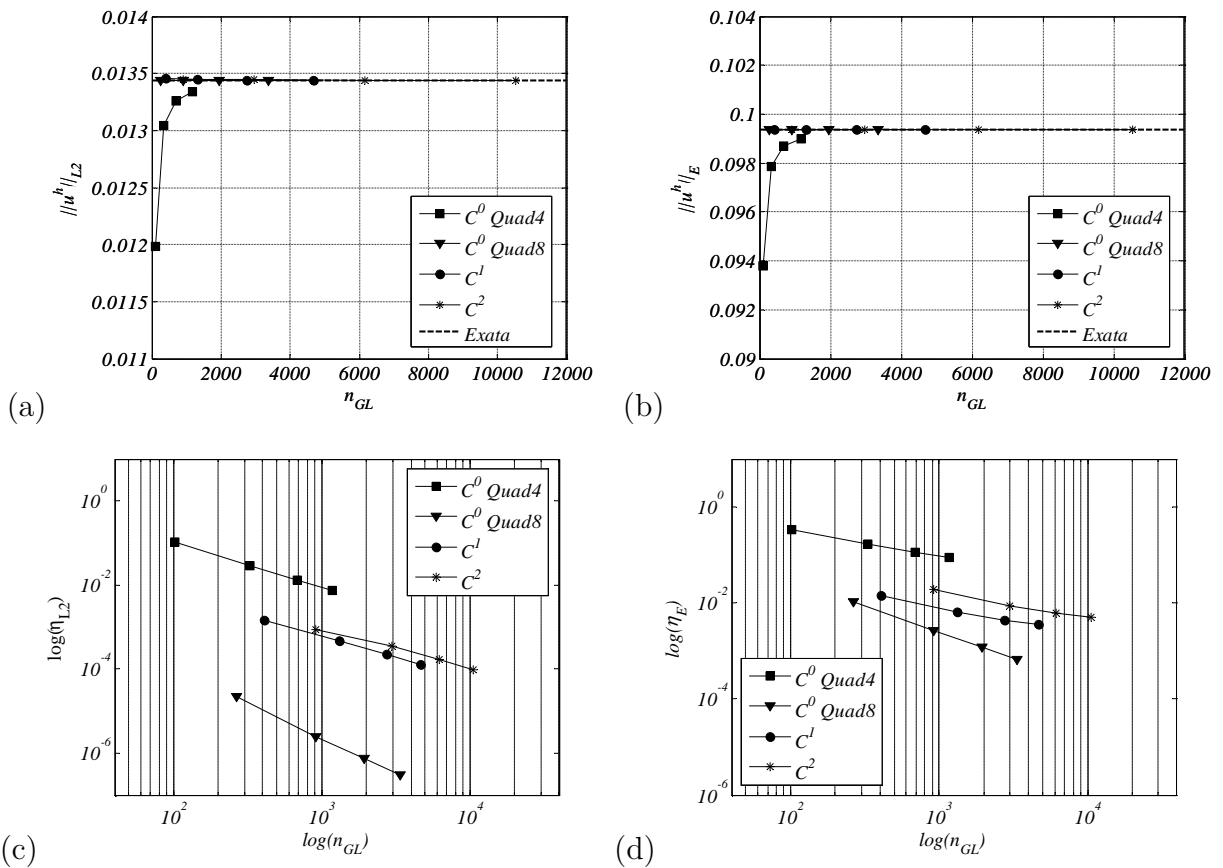 0.014
0.0135
0.013
0.0125
0.012
0.0115
0.011
0 2000 4000 6000 8000 10000 12000
n_GL
||u^h||_L2
C^0 Quad4
C^0 Quad8
C^1
C^2
Exata
(a)
0.104
0.102
0.1
0.098
0.096
0.094
0.092
0.09
0 2000 4000 6000 8000 10000 12000
n_GL
||u^h||_E
C^0 Quad4
C^0 Quad8
C^1
C^2
Exata
(b)
10^0
10^-2
10^-4
10^-6
10^2 10^3 10^4
log(n_GL)
log(η_L2)
C^0 Quad4
C^0 Quad8
C^1
C^2
(c)
10^0
10^-2
10^-4
10^-6
10^2 10^3 10^4
log(n_GL)
log(η_E)
C^0 Quad4
C^0 Quad8
C^1
C^2
(d)